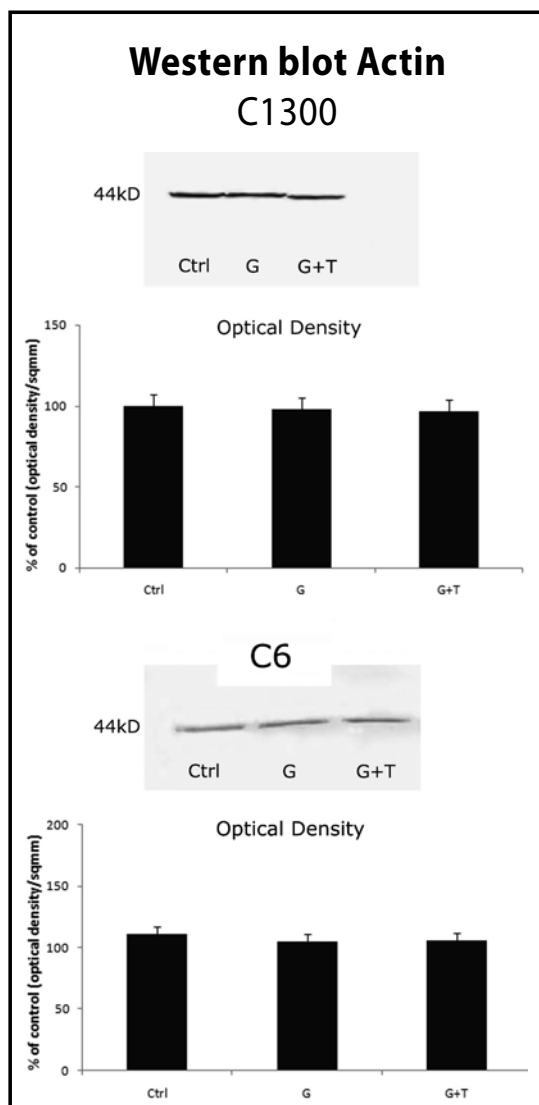 Western blot Actin
C1300
44kD
Ctrl G G+T
Optical Density
% of control (optical density/sqmm)
150
100
50
0
Ctrl G G+T
C6
44kD
Ctrl G G+T
Optical Density
% of control (optical density/sqmm)
200
150
100
50
0
Ctrl G G+T